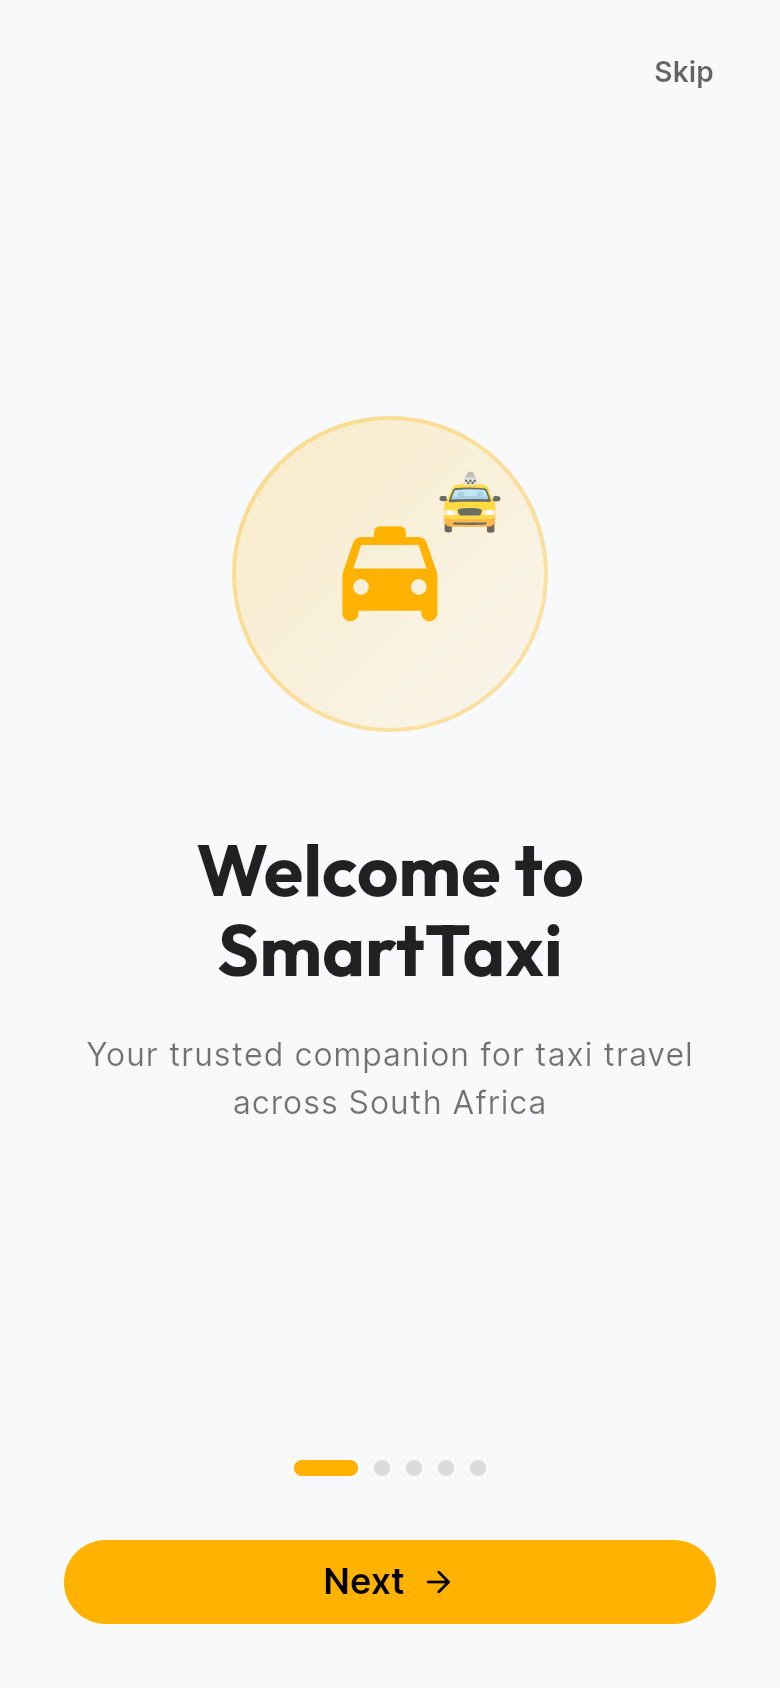 Skip
Welcome to
SmartTaxi
Your trusted companion for taxi travel
across South Africa
Next →